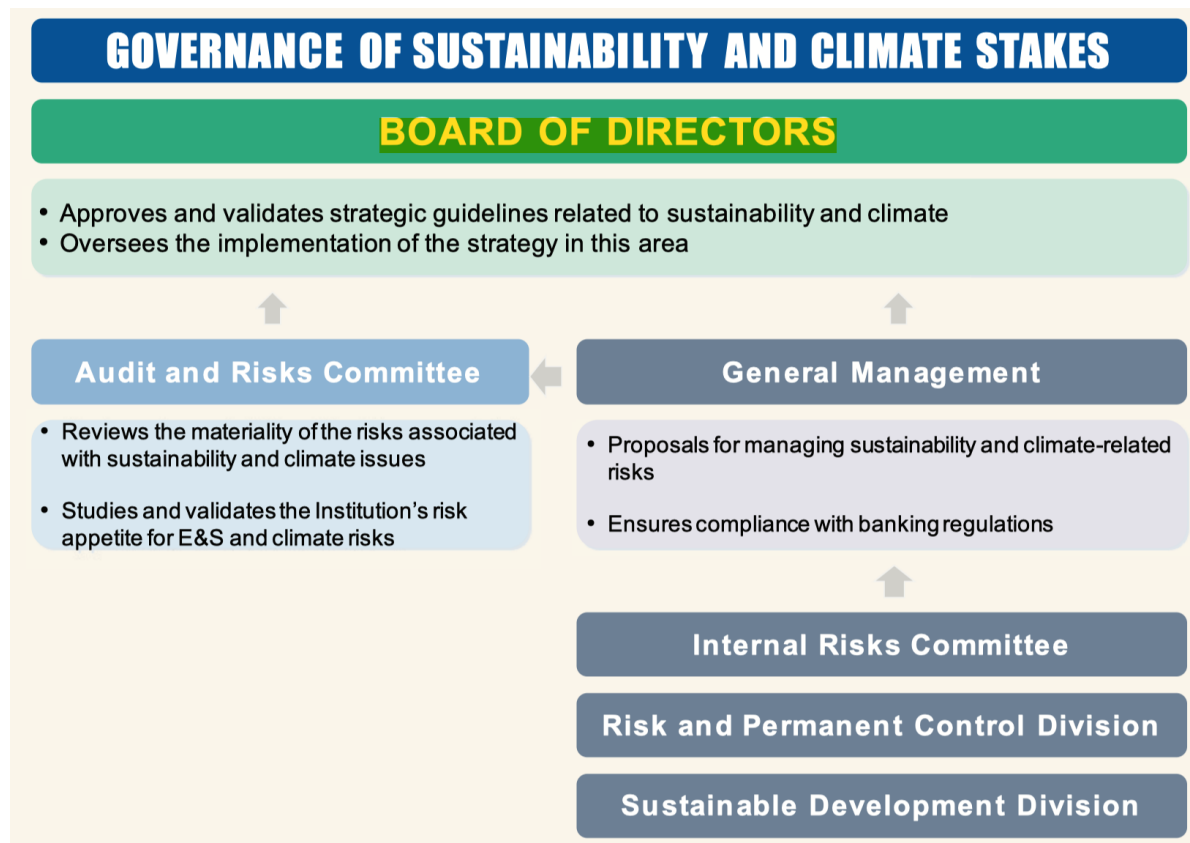 GOVERNANCE OF SUSTAINABILITY AND CLIMATE STAKES
BOARD OF DIRECTORS
• Approves and validates strategic guidelines related to sustainability and climate
• Oversees the implementation of the strategy in this area
Audit and Risks Committee
• Reviews the materiality of the risks associated
with sustainability and climate issues
• Studies and validates the Institution's risk
appetite for E&S and climate risks
General Management
• Proposals for managing sustainability and climate-related
risks
• Ensures compliance with banking regulations
Internal Risks Committee
Risk and Permanent Control Division
Sustainable Development Division